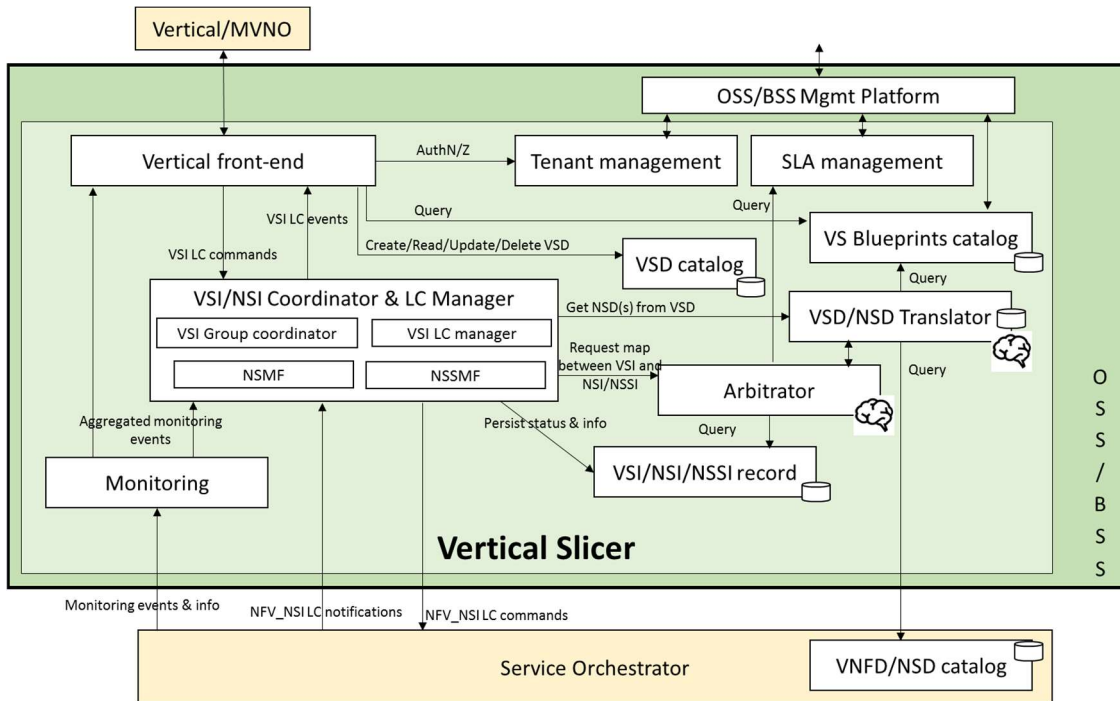 Vertical/MVNO
OSS/BSS Mgmt Platform
Vertical front-end
AuthN/Z
Tenant management
SLA management
VSI LC events
Query
Query
VSI LC commands
Create/Read/Update/Delete VSD
VSD catalog
VS Blueprints catalog
Query
VSI/NSI Coordinator & LC Manager
VSI Group coordinator
VSI LC manager
NSMF
NSSMF
Get NSD(s) from VSD
VSD/NSD Translator
Request map
between VSI and
NSI/NSSI
Arbitrator
Query
Aggregated monitoring
events
Persist status & info
Query
Monitoring
VSI/NSI/NSSI record
Vertical Slicer
O
S
S
/
B
S
S
Monitoring events & info
NFV_NSI LC notifications
NFV_NSI LC commands
Service Orchestrator
VNFD/NSD catalog